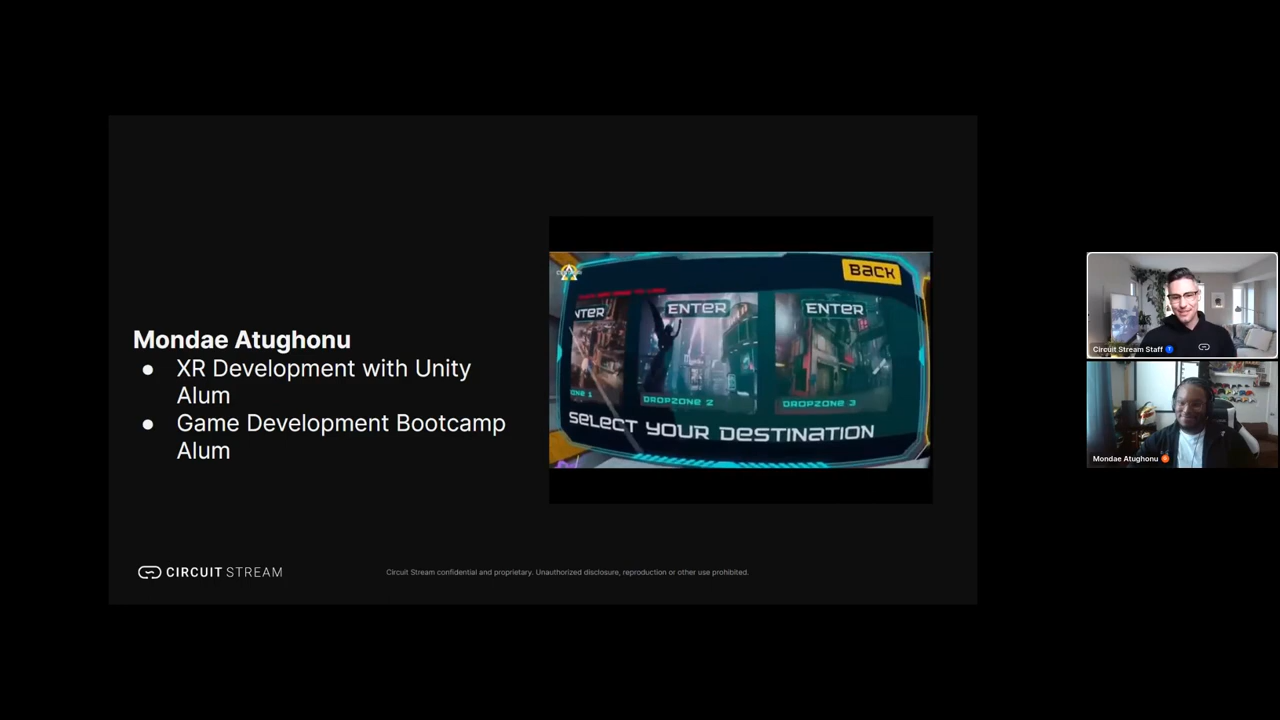 Mondae Atughonu
● XR Development with Unity
Alum
● Game Development Bootcamp
Alum
BACK
NTER
ENTER
ENTER
ONE 1
DROPZONE 2
DROPZONE 3
SELECT YOUR DESTINATION
CIRCUIT STREAM
Circuit Stream confidential and proprietary. Unauthorized disclosure, reproduction or other use prohibited.
Circuit Stream Staff
Mondae Atughonu